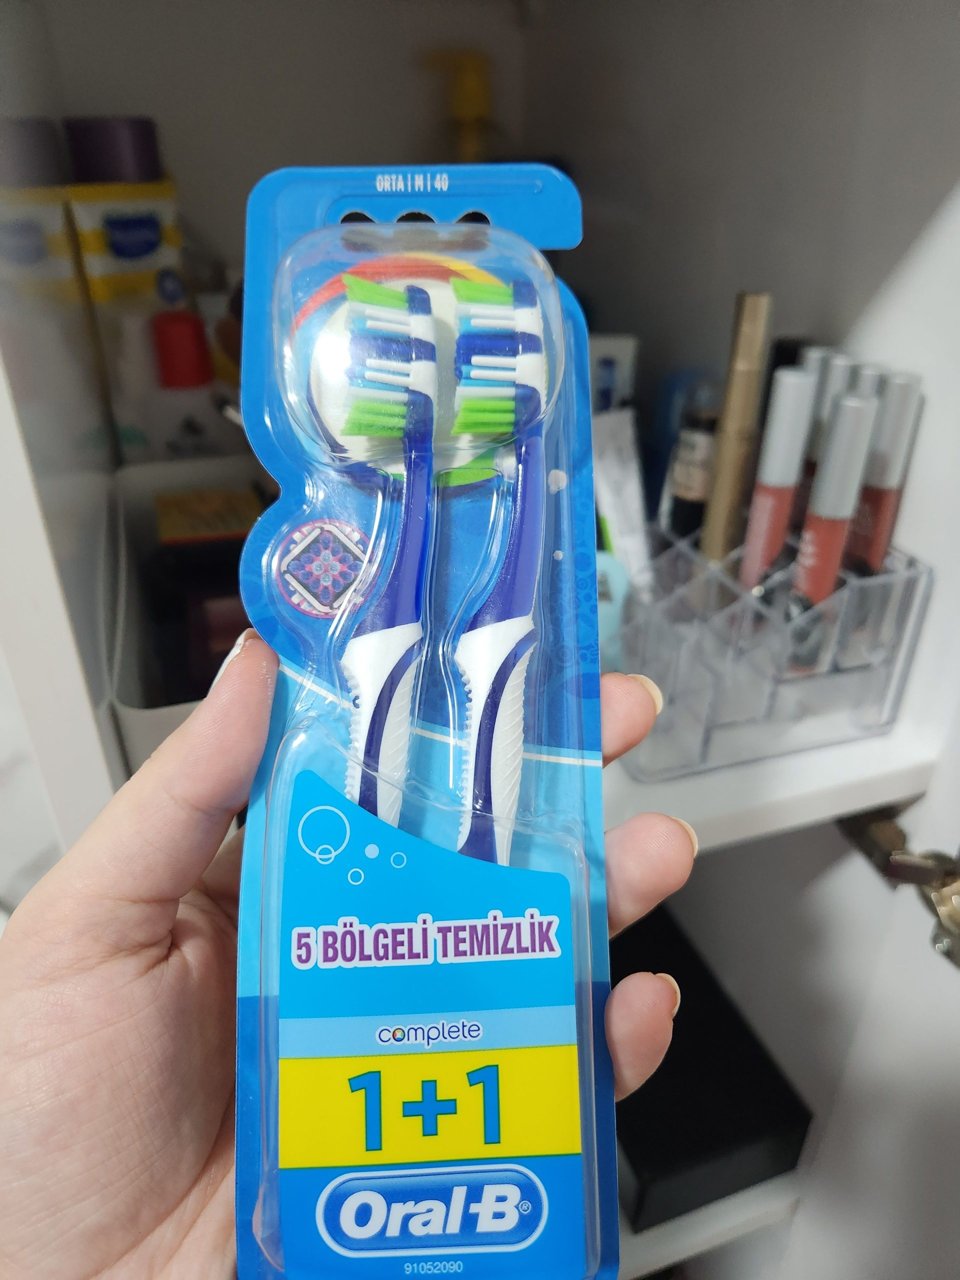 ORTA | M | 40
5 BÖLGELİ TEMİZLİK
complete
1+1
Oral-B®
91052090